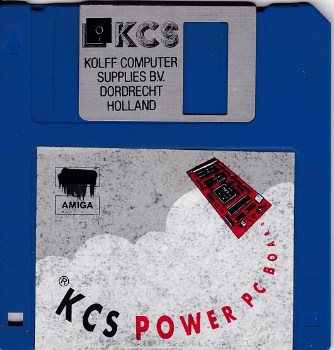 KCS
KOLFF COMPUTER
SUPPLIES B.V.
DORDRECHT
HOLLAND
AMIGA
® KCS POWER PC BOARD